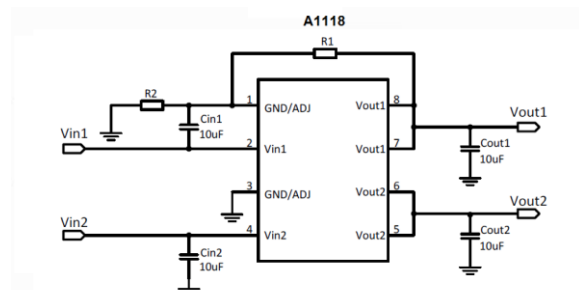 A1118
R1
R2
Cin1
10uF
1
GND/ADJ
Vout1
8
Vin1
2
Vin1
Vout1
7
Vout1
Cout1
10uF
3
GND/ADJ
Vout2
6
Vin2
4
Vin2
Vout2
5
Vout2
Cin2
10uF
Cout2
10uF